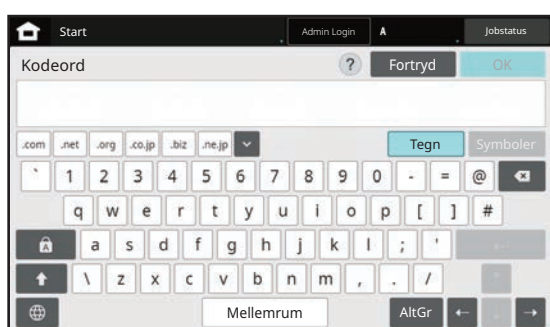 Start Admin Login A Jobstatus
Kodeord ? Fortryd OK
.com .net .org .co.jp .biz .ne.jp Tegn Symboler
` 1 2 3 4 5 6 7 8 9 0 - = @
q w e r t y u i o p [ ] #
A a s d f g h j k l ; '
\ z x c v b n m , . /
Mellemrum AltGr